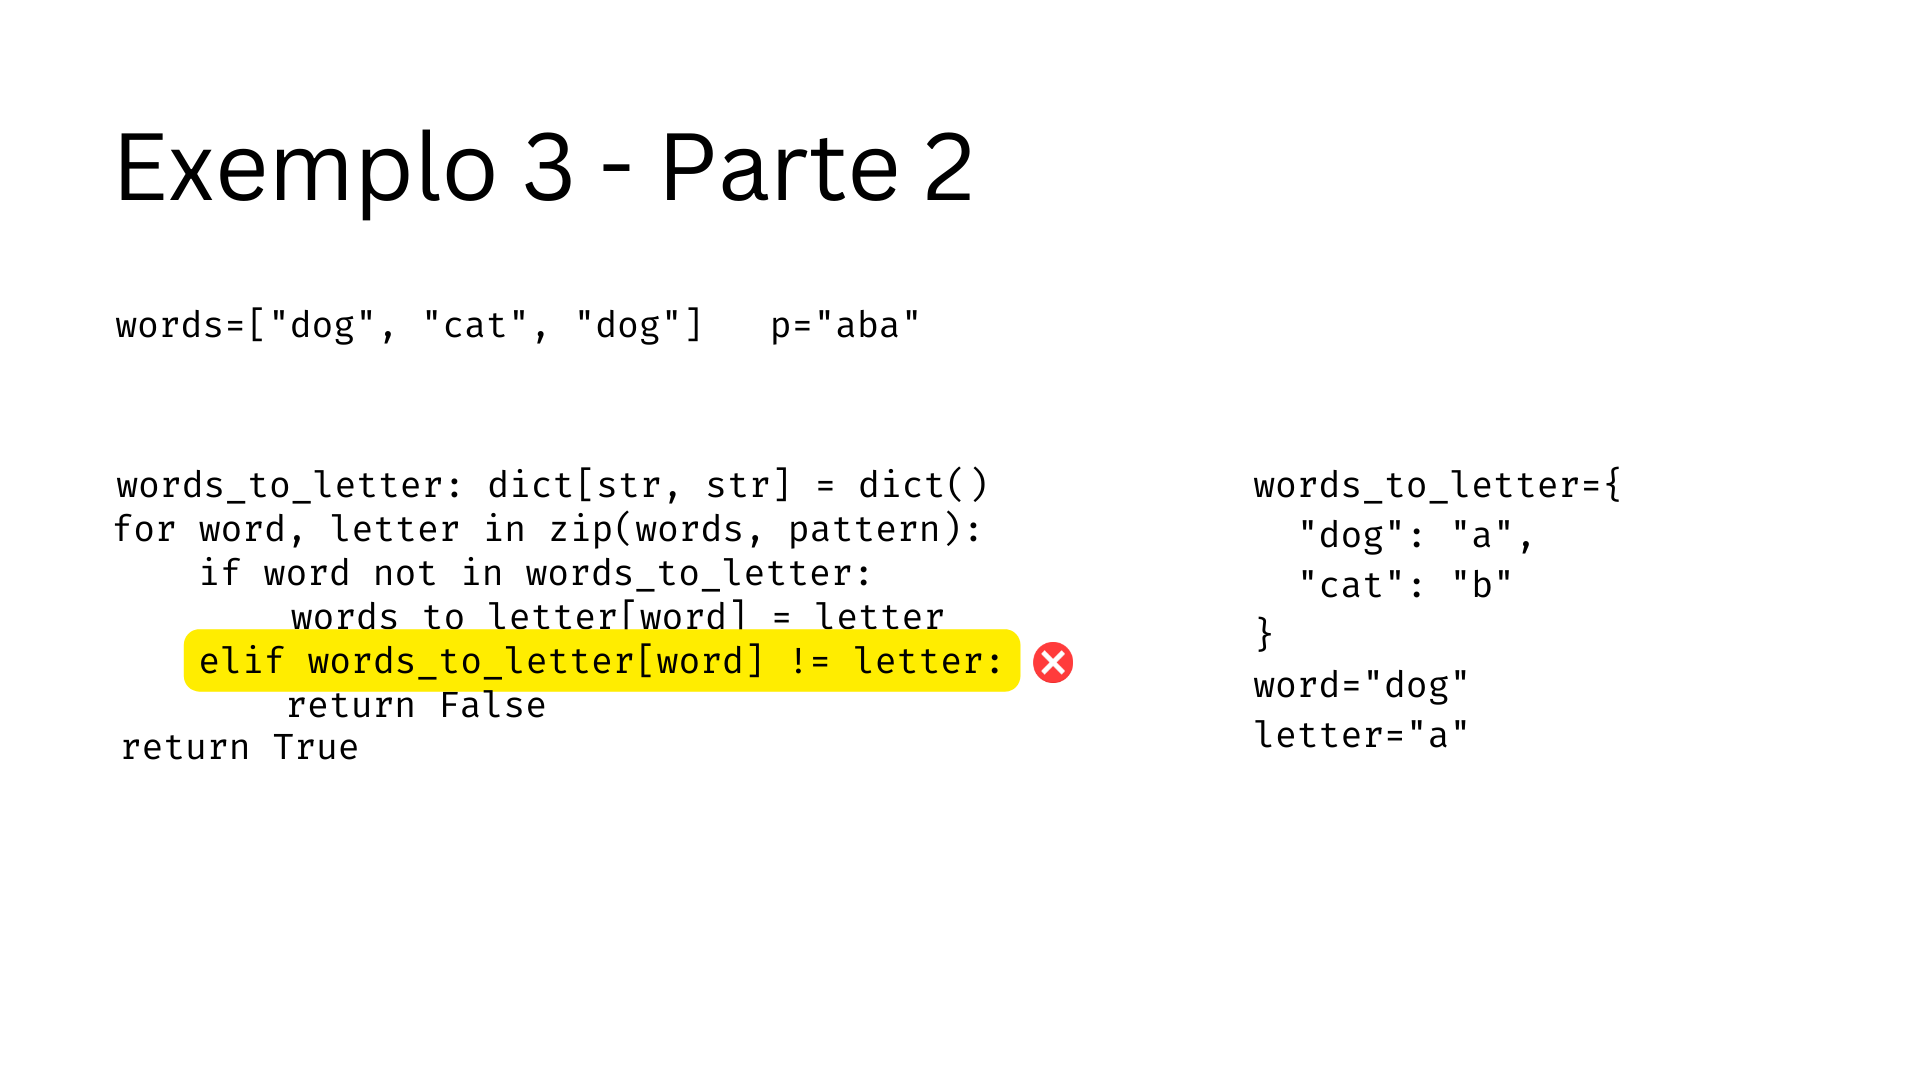 Exemplo 3 - Parte 2
words=["dog", "cat", "dog"]   p="aba"
words_to_letter: dict[str, str] = dict()
for word, letter in zip(words, pattern):
    if word not in words_to_letter:
        words_to_letter[word] = letter
    elif words_to_letter[word] != letter:
        return False
return True
words_to_letter={
  "dog": "a",
  "cat": "b"
}
word="dog"
letter="a"